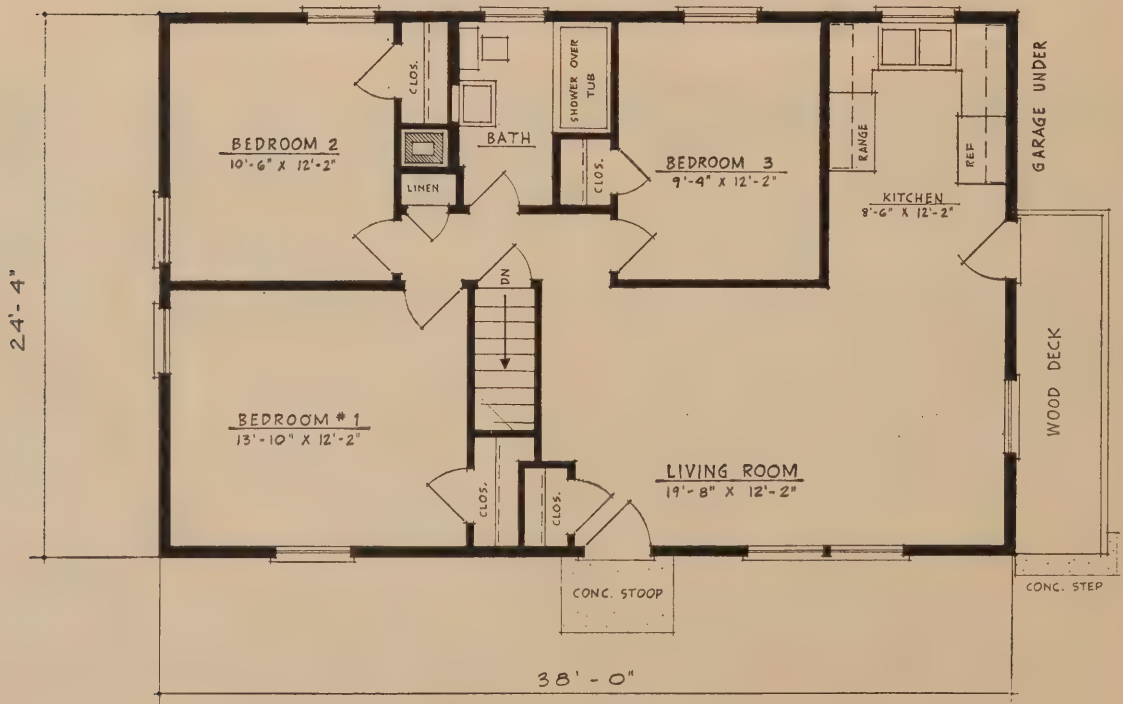 CLOS.
SHOWER OVER
TUB
BATH
BEDROOM 2
10'-6" X 12'-2"
LINEN
CLOS.
BEDROOM 3
9'-4" X 12'-2"
RANGE
REF
KITCHEN
8'-6" X 12'-2"
GARAGE UNDER
24'-4"
DN
BEDROOM #1
13'-10" X 12'-2"
CLOS.
CLOS.
LIVING ROOM
19'-8" X 12'-2"
WOOD DECK
CONC. STOOP
CONC. STEP
38'-0"